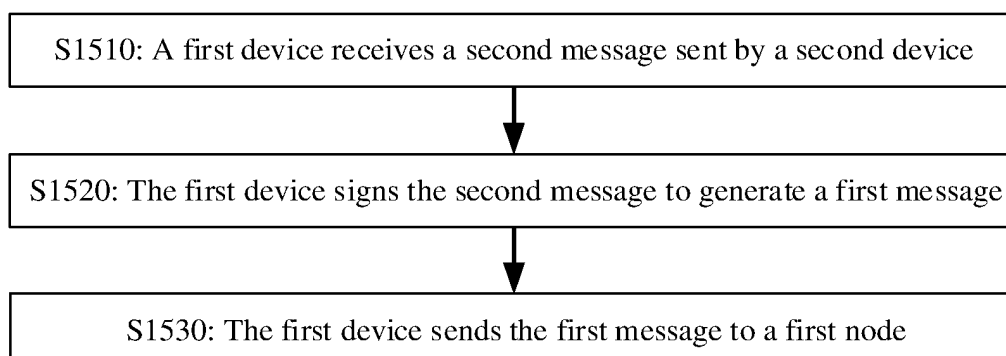 S1510: A first device receives a second message sent by a second device
S1520: The first device signs the second message to generate a first message
S1530: The first device sends the first message to a first node